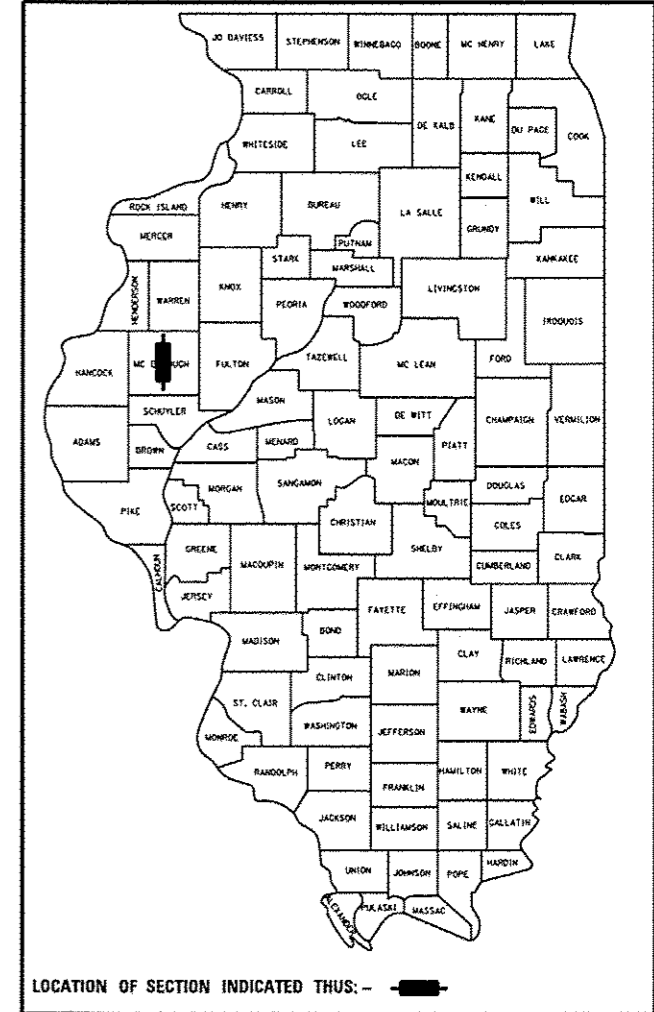 JO DAVIESS
STEPHENSON
WINNEBAGO
BOONE
MC HENRY
LAKE
CARROLL
OGLE
DE KALB
KANE
DU PAGE
COOK
WHITESIDE
LEE
KENDALL
WILL
ROCK ISLAND
HENRY
BUREAU
LA SALLE
GRUNDY
MERCER
PUTNAM
KANKAKEE
STARK
MARSHALL
HENDERSON
WARREN
KNOX
PEORIA
WOODFORD
LIVINGSTON
IROQUOIS
HANCOCK
FULTON
TAZEWELL
MC LEAN
FORD
SCHUYLER
MASON
LOGAN
DE WITT
CHAMPAIGN
VERMILION
ADAMS
BROWN
CASS
MENARD
MACON
PIATT
PIKE
SCOTT
MORGAN
SANGAMON
CHRISTIAN
MOULTRIE
DOUGLAS
EDGAR
COLES
CALHOUN
GREENE
MACOUPIN
MONTGOMERY
SHELBY
CUMBERLAND
CLARK
JERSEY
FAYETTE
EFFINGHAM
JASPER
CRAWFORD
MADISON
BOND
CLAY
RICHLAND
LAWRENCE
CLINTON
MARION
ST. CLAIR
WAYNE
EDWARDS
WABASH
MONROE
WASHINGTON
JEFFERSON
RANDOLPH
PERRY
HAMILTON
WHITE
FRANKLIN
JACKSON
WILLIAMSON
SALINE
GALLATIN
UNION
JOHNSON
POPE
HARDIN
ALEXANDER
PULASKI
MASSAC
LOCATION OF SECTION INDICATED THUS: -